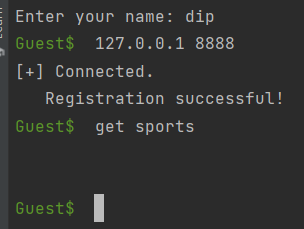 Enter your name: dip
Guest$ 127.0.0.1 8888
[+] Connected.
Registration successful!
Guest$ get sports
Guest$